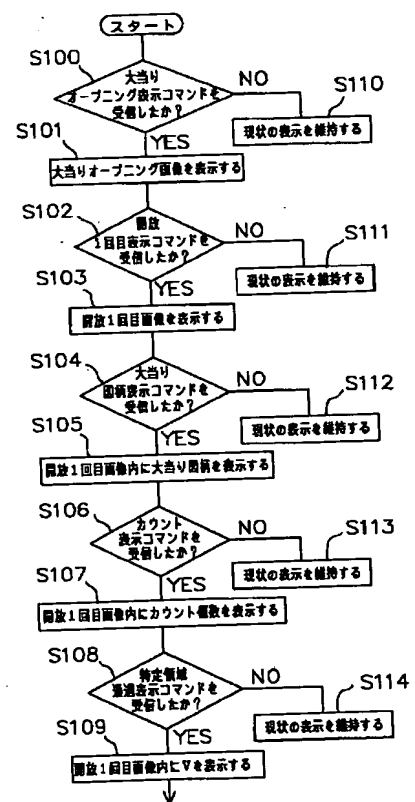 スタート
S100
大当り
オープニング表示コマンドを
受信したか?
NO
S110
現状の表示を維持する
YES
S101
大当りオープニング画像を表示する
S102
開放
1回目表示コマンドを
受信したか?
NO
S111
現状の表示を維持する
YES
S103
開放1回目画像を表示する
S104
大当り
図柄表示コマンドを
受信したか?
NO
S112
現状の表示を維持する
YES
S105
開放1回目画像内に大当り図柄を表示する
S106
カウント
表示コマンドを
受信したか?
NO
S113
現状の表示を維持する
YES
S107
開放1回目画像内にカウント個数を表示する
S108
特定領域
通過表示コマンドを
受信したか?
NO
S114
現状の表示を維持する
YES
S109
開放1回目画像内にVを表示する